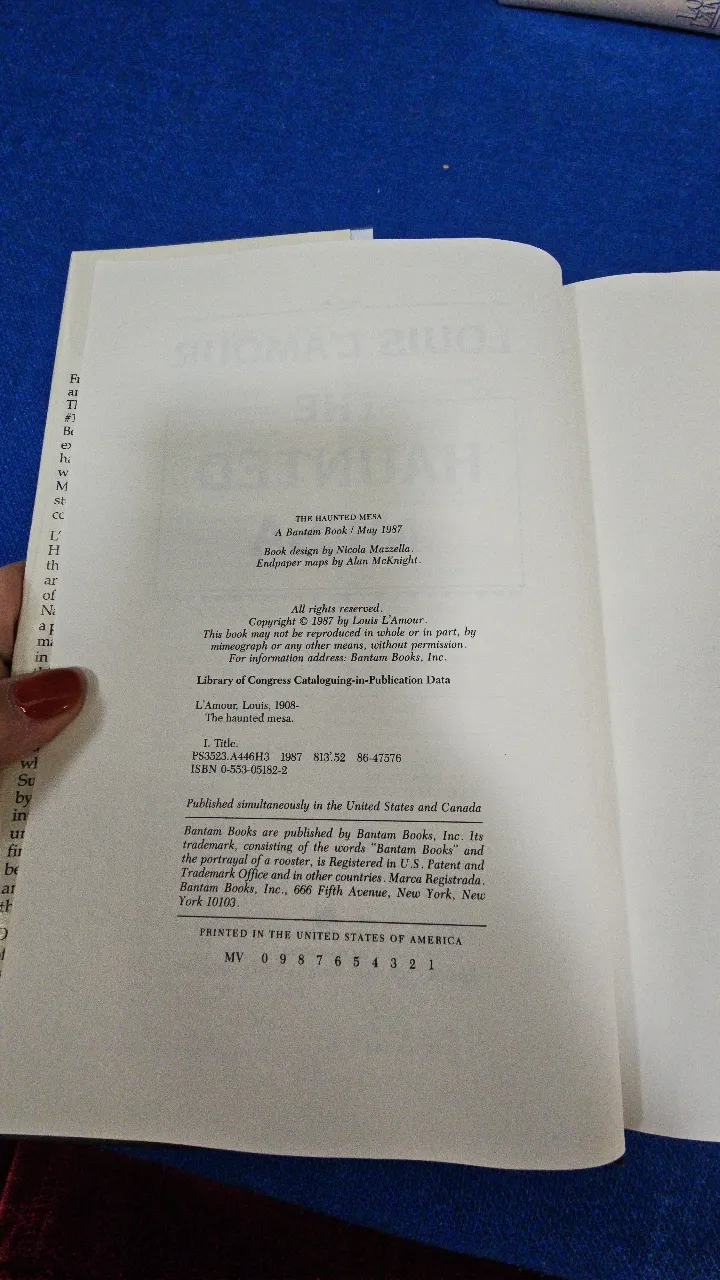 THE HAUNTED MESA
A Bantam Book / May 1987
Book design by Nicola Mazzella.
Endpaper maps by Alan McKnight.
All rights reserved.
Copyright © 1987 by Louis L'Amour.
This book may not be reproduced in whole or in part, by
mimeograph or any other means, without permission.
For information address: Bantam Books, Inc.
Library of Congress Cataloguing-in-Publication Data
L'Amour, Louis, 1908-
The haunted mesa.
I. Title.
PS3523.A446H3 1987 813'.52 86-47576
ISBN 0-553-05182-2
Published simultaneously in the United States and Canada
Bantam Books are published by Bantam Books, Inc. Its
trademark, consisting of the words "Bantam Books" and
the portrayal of a rooster, is Registered in U.S. Patent and
Trademark Office and in other countries. Marca Registrada.
Bantam Books, Inc., 666 Fifth Avenue, New York, New
York 10103.
PRINTED IN THE UNITED STATES OF AMERICA
MV 0 9 8 7 6 5 4 3 2 1